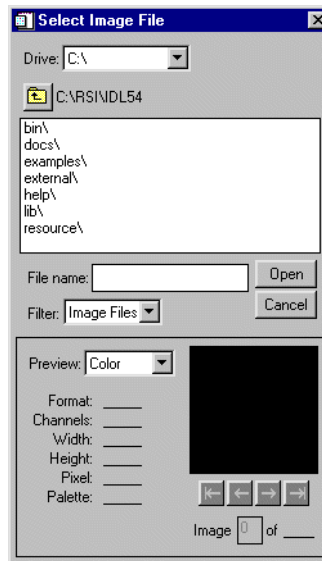 Select Image File
Drive: C:\
C:\RSI\IDL54
bin\
docs\
examples\
external\
help\
lib\
resource\
File name: Open
Filter: Image Files Cancel
Preview: Color
Format:
Channels:
Width:
Height:
Pixel:
Palette:
Image 0 of